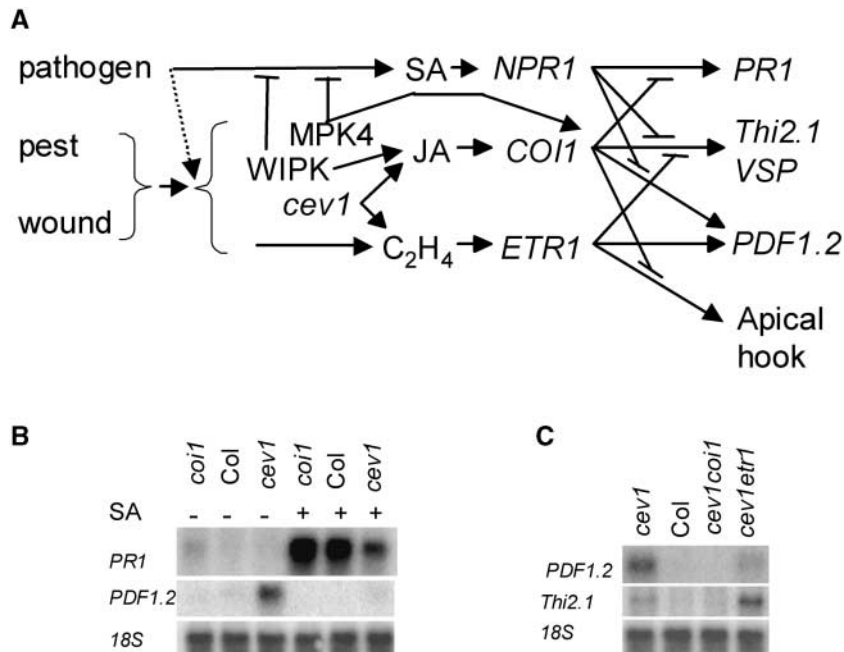 A
pathogen SA NPR1 PR1
pest MPK4 Thi2.1
WIPK JA COI1 VSP
wound cev1
C2H4 ETR1 PDF1.2
Apical
hook
B
coi1 Col cev1 coi1 Col cev1
SA - - - + + +
PR1
PDF1.2
18S
C
cev1 Col cev1coi1 cev1etr1
PDF1.2
Thi2.1
18S